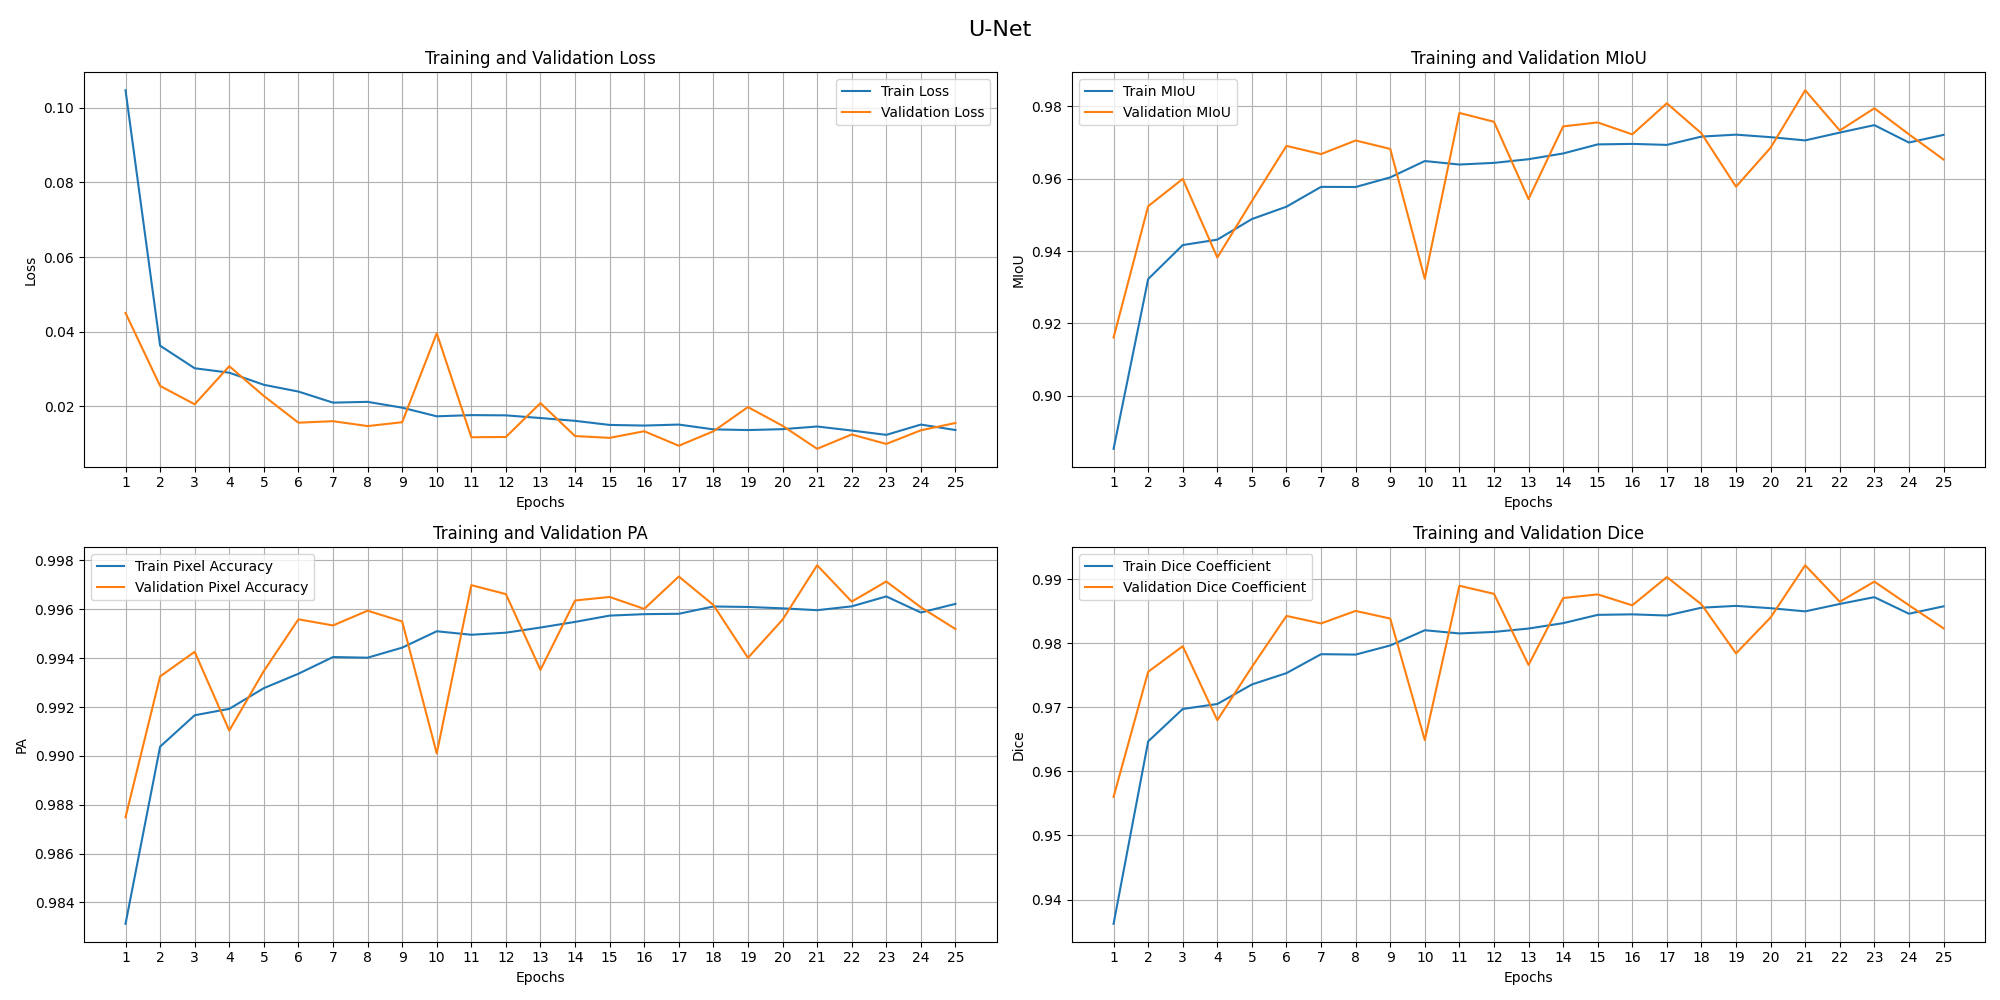 U-Net
Training and Validation Loss
Train Loss
Validation Loss
0.10
0.08
0.06
0.04
0.02
Loss
1 2 3 4 5 6 7 8 9 10 11 12 13 14 15 16 17 18 19 20 21 22 23 24 25
Epochs
Training and Validation MIoU
Train MIoU
Validation MIoU
0.98
0.96
0.94
0.92
0.90
MIoU
1 2 3 4 5 6 7 8 9 10 11 12 13 14 15 16 17 18 19 20 21 22 23 24 25
Epochs
Training and Validation PA
Train Pixel Accuracy
Validation Pixel Accuracy
0.998
0.996
0.994
0.992
0.990
0.988
0.986
0.984
PA
1 2 3 4 5 6 7 8 9 10 11 12 13 14 15 16 17 18 19 20 21 22 23 24 25
Epochs
Training and Validation Dice
Train Dice Coefficient
Validation Dice Coefficient
0.99
0.98
0.97
0.96
0.95
0.94
Dice
1 2 3 4 5 6 7 8 9 10 11 12 13 14 15 16 17 18 19 20 21 22 23 24 25
Epochs